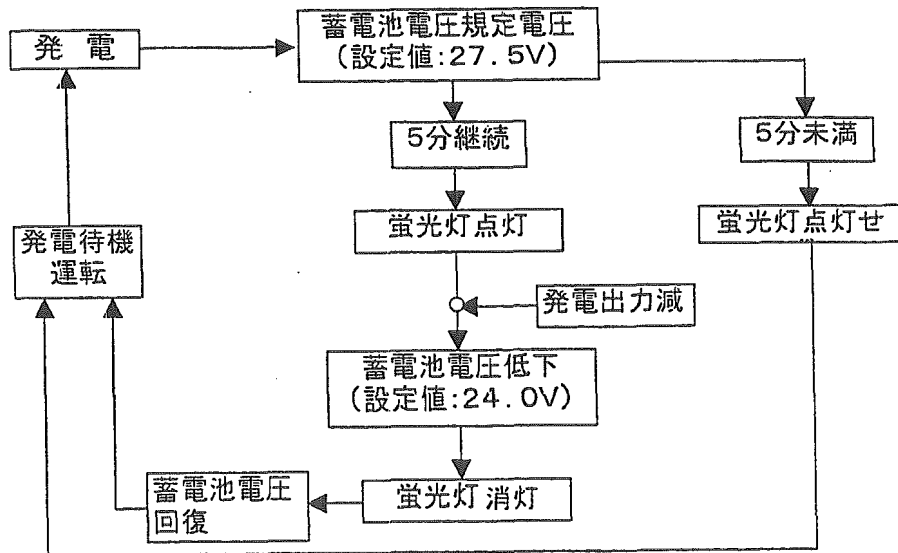 発 電
蓄電池電圧規定電圧
(設定値:27.5V)
5分継続
5分未満
蛍光灯点灯
蛍光灯点灯せ
発電待機
運転
発電出力減
蓄電池電圧低下
(設定値:24.0V)
蛍光灯 消灯
蓄電池電圧
回復